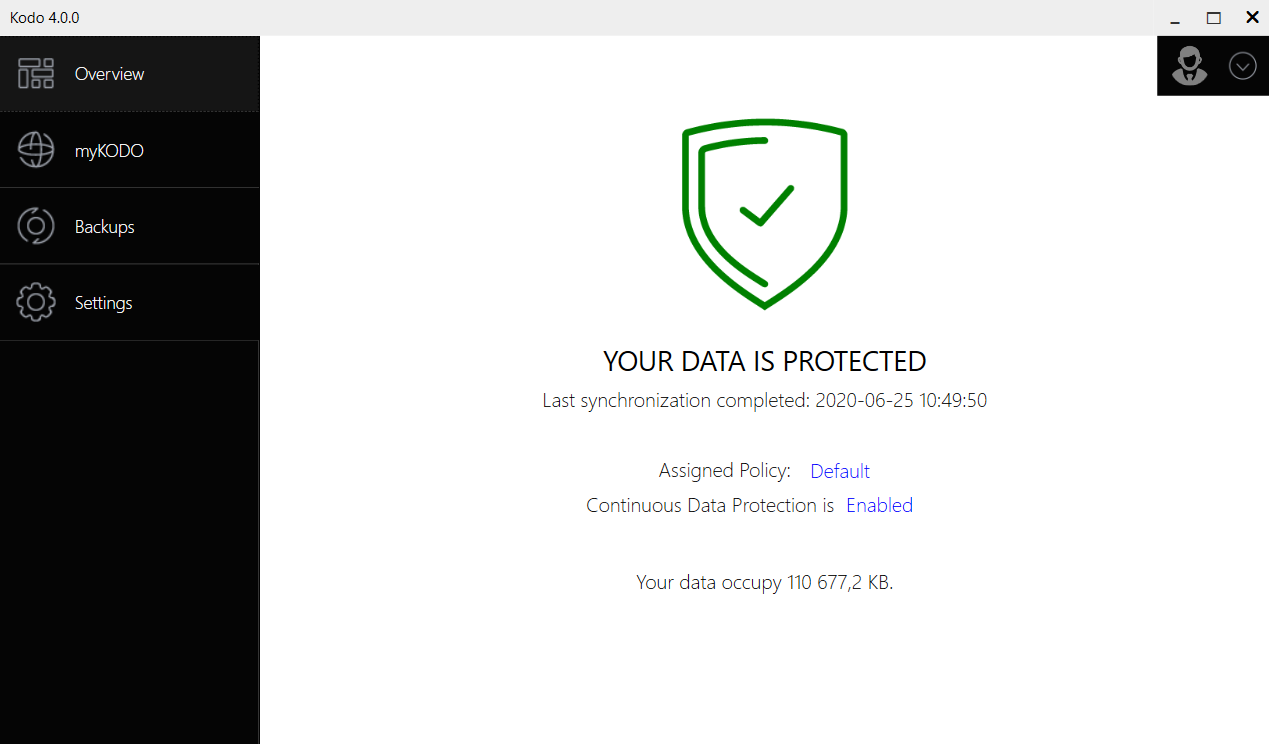 Kodo 4.0.0
Overview
myKODO
Backups
Settings
YOUR DATA IS PROTECTED
Last synchronization completed: 2020-06-25 10:49:50
Assigned Policy: Default
Continuous Data Protection is Enabled
Your data occupy 110 677,2 KB.